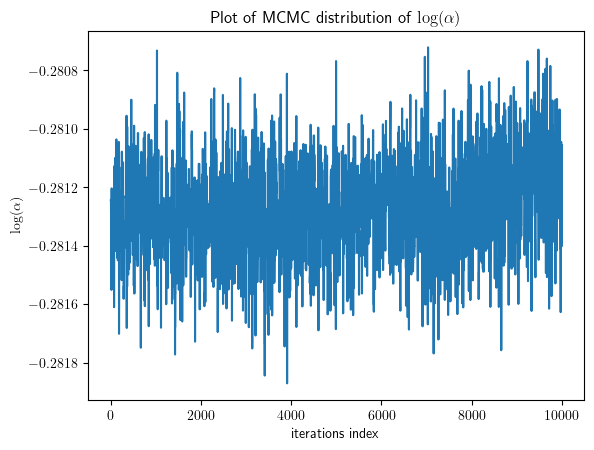 Plot of MCMC distribution of log(α)
−0.2808
−0.2810
−0.2812
−0.2814
−0.2816
−0.2818
log(α)
0 2000 4000 6000 8000 10000
iterations index